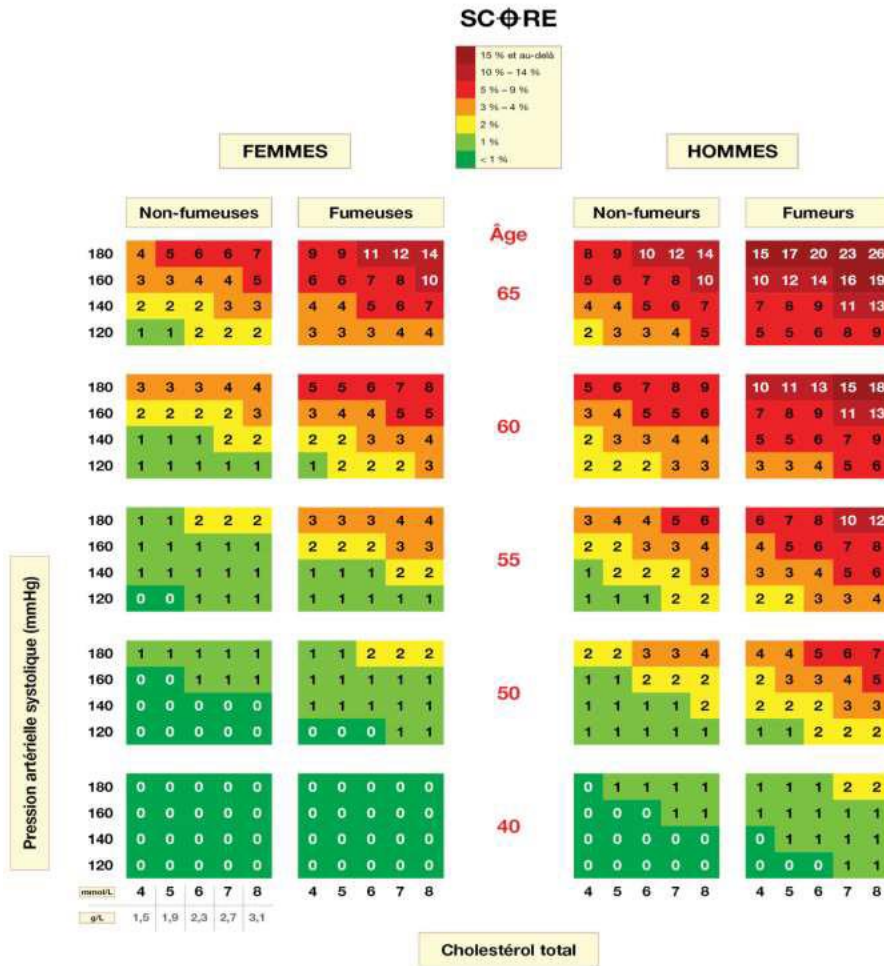 SCORE
15 % et au-delà
10 % – 14 %
5 % – 9 %
3 % – 4 %
2 %
1 %
< 1 %
FEMMES HOMMES
Non-fumeuses Fumeuses Âge Non-fumeurs Fumeurs
180 4 5 6 6 7 9 9 11 12 14 8 9 10 12 14 15 17 20 23 26
160 3 3 4 4 5 6 6 7 8 10 65 5 6 7 8 10 10 12 14 16 19
140 2 2 2 3 3 4 4 5 6 7 4 4 5 6 7 7 8 9 11 13
120 1 1 2 2 2 3 3 3 4 4 2 3 3 4 5 5 5 6 8 9
180 3 3 3 4 4 5 5 6 7 8 5 6 7 8 9 10 11 13 15 18
160 2 2 2 2 3 3 4 4 5 5 60 3 4 5 5 6 7 8 9 11 13
140 1 1 1 2 2 2 2 3 3 4 2 3 3 4 4 5 5 6 7 9
120 1 1 1 1 1 1 2 2 2 3 2 2 2 3 3 3 3 4 5 6
180 1 1 2 2 2 3 3 3 4 4 3 4 4 5 6 6 7 8 10 12
160 1 1 1 1 1 2 2 2 3 3 55 2 2 3 3 4 4 5 6 7 8
140 1 1 1 1 1 1 1 1 2 2 1 2 2 2 3 3 3 4 5 6
120 0 0 1 1 1 1 1 1 1 1 1 1 1 2 2 2 2 3 3 4
180 1 1 1 1 1 1 1 2 2 2 2 2 3 3 4 4 4 5 6 7
160 0 0 1 1 1 1 1 1 1 1 50 1 1 2 2 2 2 3 3 4 5
140 0 0 0 0 0 1 1 1 1 1 1 1 1 1 2 2 2 2 3 3
120 0 0 0 0 0 0 0 0 1 1 1 1 1 1 1 1 1 2 2 2
180 0 0 0 0 0 0 0 0 0 0 0 1 1 1 1 1 1 1 2 2
160 0 0 0 0 0 0 0 0 0 0 40 0 0 0 1 1 1 1 1 1 1
140 0 0 0 0 0 0 0 0 0 0 0 0 0 0 0 0 1 1 1 1
120 0 0 0 0 0 0 0 0 0 0 0 0 0 0 0 0 0 0 1 1
mmol/L 4 5 6 7 8 4 5 6 7 8 4 5 6 7 8 4 5 6 7 8
g/L 1,5 1,9 2,3 2,7 3,1
Pression artérielle systolique (mmHg)
Cholestérol total